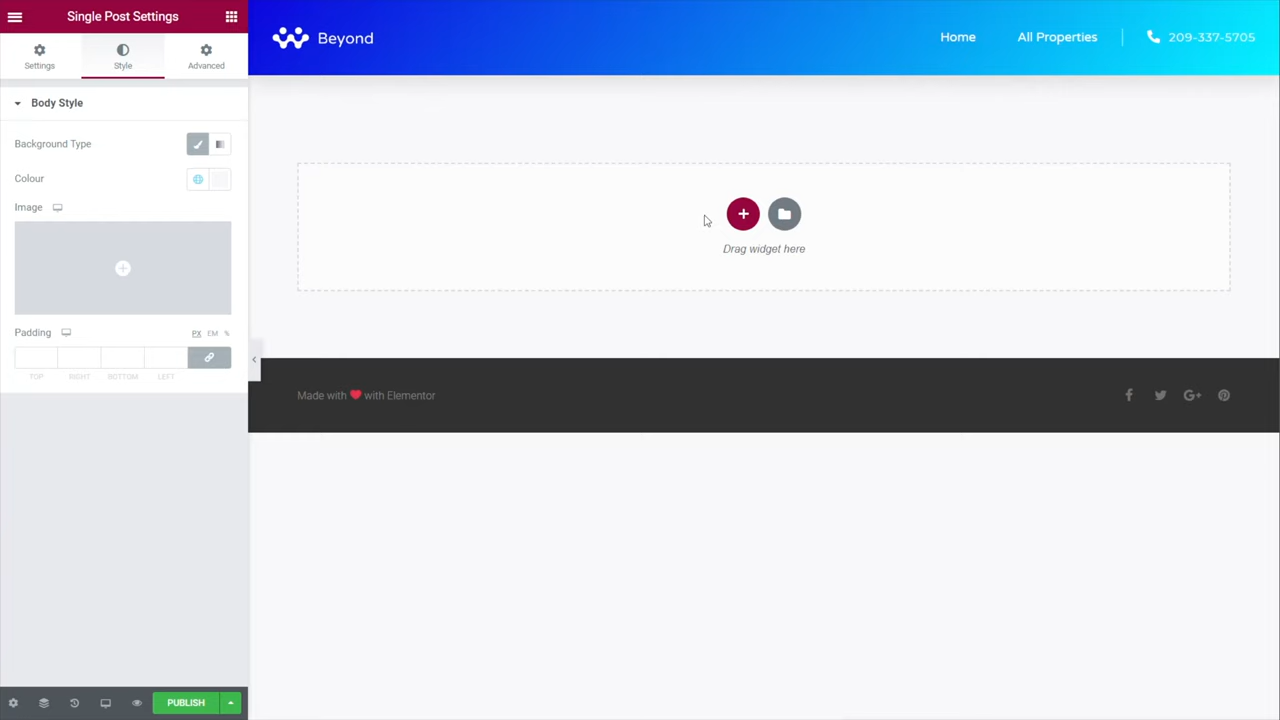 Single Post Settings
Settings
Style
Advanced
Body Style
Background Type
Colour
Image
Padding
PX EM %
TOP RIGHT BOTTOM LEFT
PUBLISH
Beyond
Home
All Properties
209-337-5705
Drag widget here
Made with ❤ with Elementor